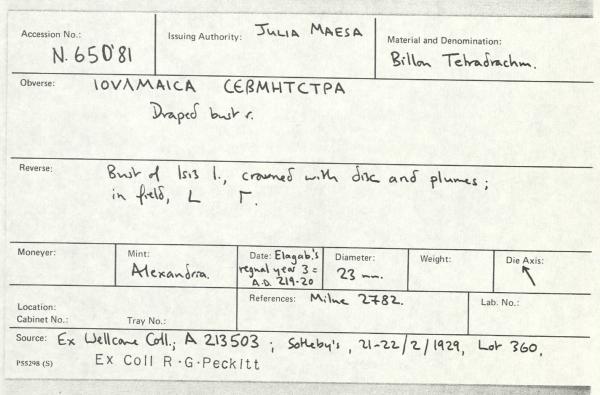 Accession No.: N.650'81
Issuing Authority: JULIA MAESA
Material and Denomination: Billon Tetradrachm.
Obverse: IOVΛMAICA CEBMHTCTPA
Draped bust r.
Reverse: Bust of Isis l., crowned with disc and plumes;
in field, L Γ.
Moneyer:
Mint: Alexandria.
Date: Elagab.'s
regnal year 3 =
A.D. 219-20
Diameter: 23 mm.
Weight:
Die Axis: ↖
Location:
Cabinet No.: Tray No.:
References: Milne 2782.
Lab. No.:
Source: Ex Wellcome Coll.; A 213503; Sotheby's, 21-22/2/1929, Lot 360,
P55298 (S) Ex Coll R.G.Peckitt